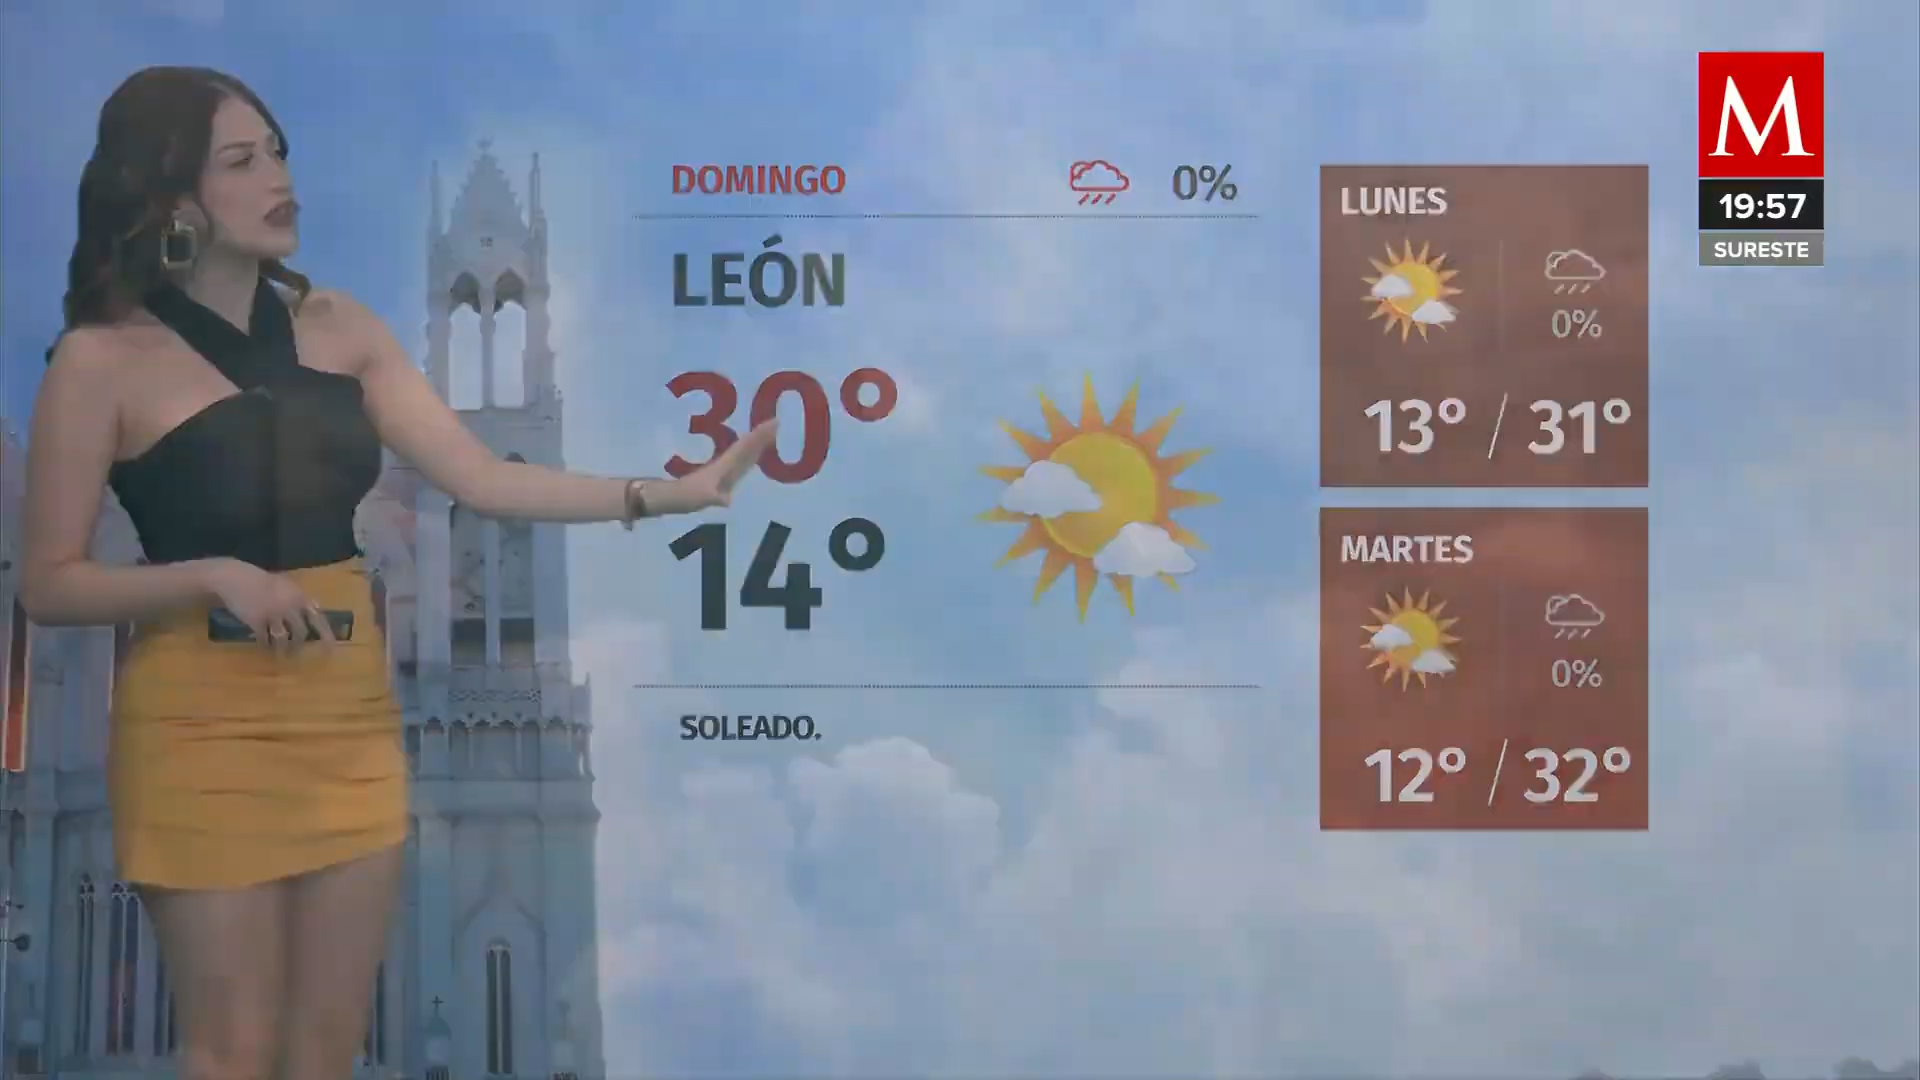 DOMINGO 0%
LEÓN
30°
14°
SOLEADO.
LUNES
0%
13° / 31°
MARTES
0%
12° / 32°
M
19:57
SURESTE